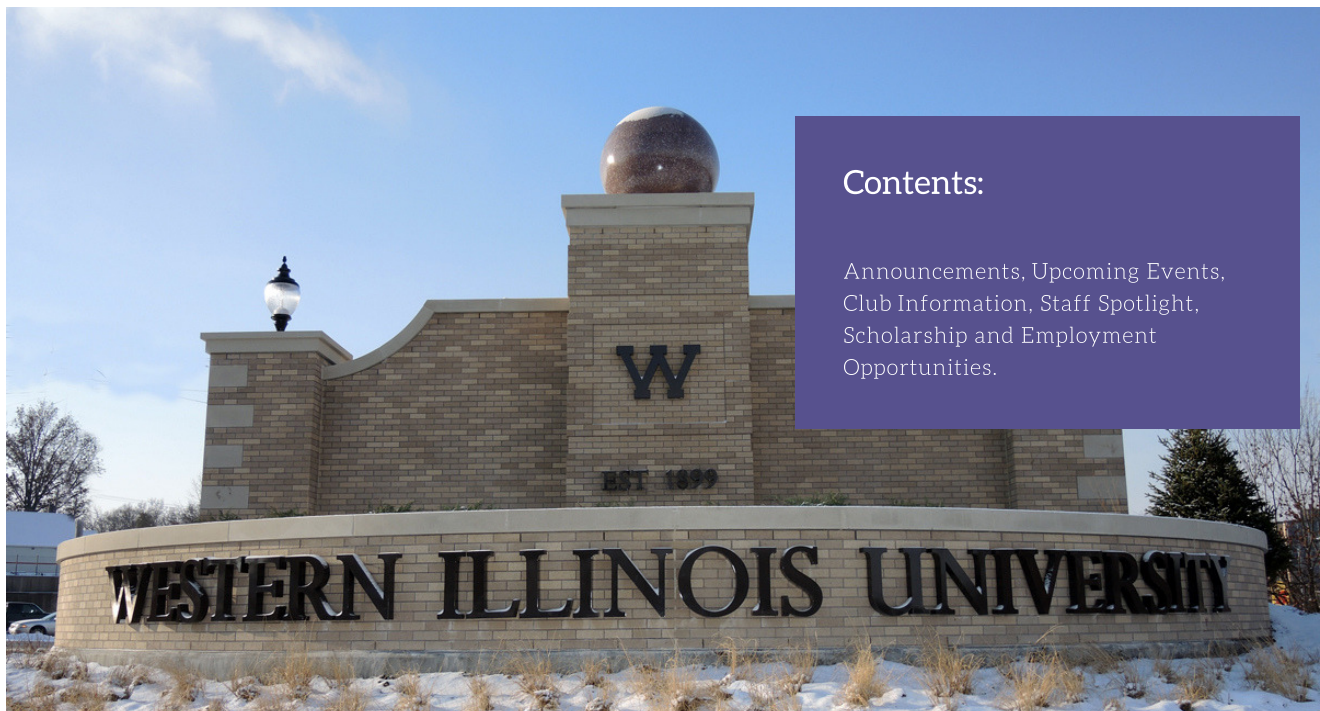 Contents:
Announcements, Upcoming Events,
Club Information, Staff Spotlight,
Scholarship and Employment
Opportunities.
W
EST 1899
WESTERN ILLINOIS UNIVERSITY